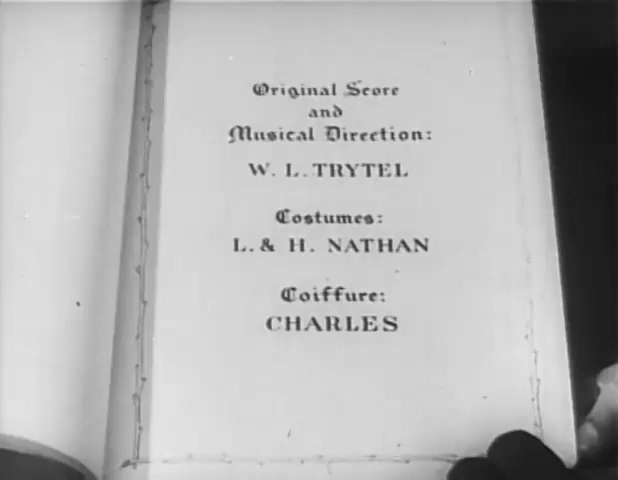 Original Score
and
Musical Direction:
W. L. TRYTEL
Costumes:
L. & H. NATHAN
Coiffure:
CHARLES